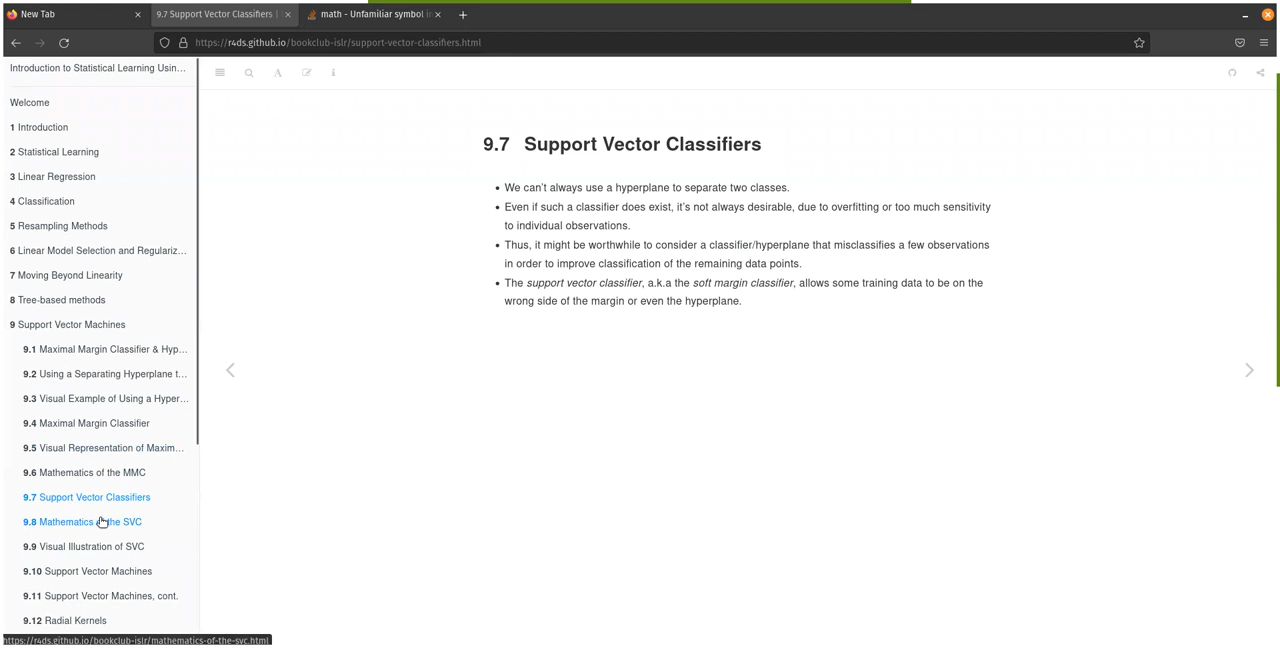 New Tab
9.7 Support Vector Classifiers |
math - Unfamiliar symbol in
https://r4ds.github.io/bookclub-islr/support-vector-classifiers.html
Introduction to Statistical Learning Usin…
Welcome
1 Introduction
2 Statistical Learning
3 Linear Regression
4 Classification
5 Resampling Methods
6 Linear Model Selection and Regulariz…
7 Moving Beyond Linearity
8 Tree-based methods
9 Support Vector Machines
9.1 Maximal Margin Classifier & Hyp…
9.2 Using a Separating Hyperplane t…
9.3 Visual Example of Using a Hyper…
9.4 Maximal Margin Classifier
9.5 Visual Representation of Maxim…
9.6 Mathematics of the MMC
9.7 Support Vector Classifiers
9.8 Mathematics of the SVC
9.9 Visual Illustration of SVC
9.10 Support Vector Machines
9.11 Support Vector Machines, cont.
9.12 Radial Kernels
9.7 Support Vector Classifiers
• We can't always use a hyperplane to separate two classes.
• Even if such a classifier does exist, it's not always desirable, due to overfitting or too much sensitivity
to individual observations.
• Thus, it might be worthwhile to consider a classifier/hyperplane that misclassifies a few observations
in order to improve classification of the remaining data points.
• The support vector classifier, a.k.a the soft margin classifier, allows some training data to be on the
wrong side of the margin or even the hyperplane.
https://r4ds.github.io/bookclub-islr/mathematics-of-the-svc.html